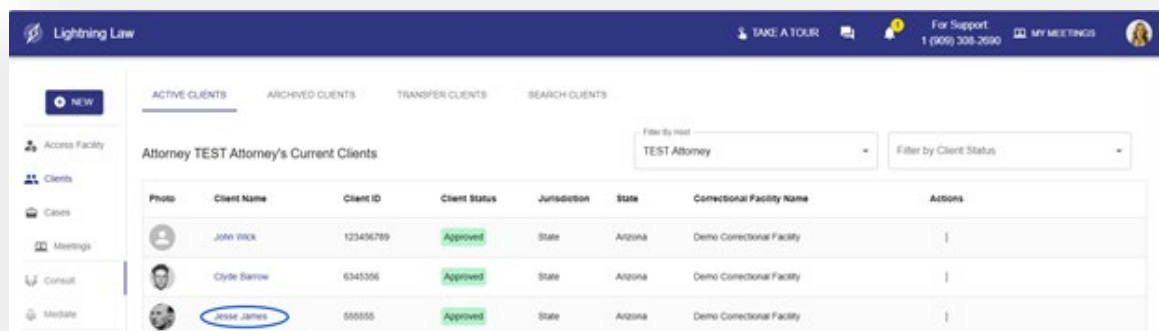 Lightning Law
TAKE A TOUR
1
For Support
1 (909) 308-2690
MY MEETINGS
NEW
ACTIVE CLIENTS ARCHIVED CLIENTS TRANSFER CLIENTS SEARCH CLIENTS
Access Facility
Clients
Cases
Meetings
Consult
Mediate
Attorney TEST Attorney's Current Clients
Filter By Host
TEST Attorney
Filter by Client Status
Photo Client Name Client ID Client Status Jurisdiction State Correctional Facility Name Actions
John Wick 123456789 Approved State Arizona Demo Correctional Facility
Clyde Barrow 6345356 Approved State Arizona Demo Correctional Facility
Jesse James 555555 Approved State Arizona Demo Correctional Facility